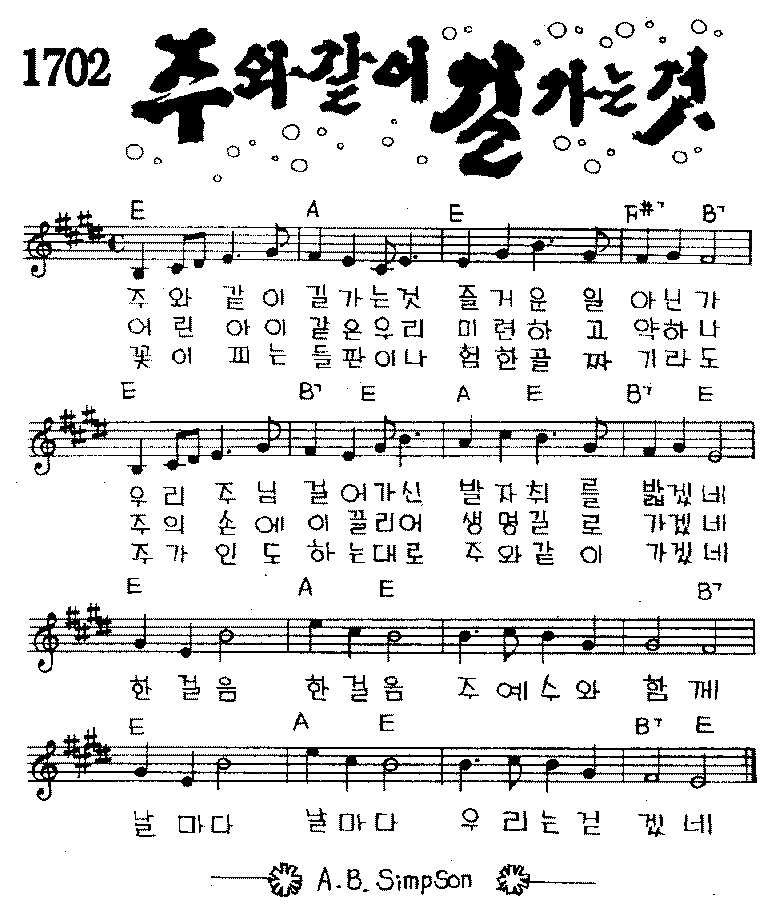 1702 주와 같이 길 가는 것
E A E F#7 B7
주와 같이 길가는것 즐거운 일 아닌가
어린 아이 같은우리 미련하고 약하나
꽃이 피는 들판이나 험한골짜기라도
E B7 E A E B7 E
우리 주님 걸어가신 발자취를 밟겠네
주의 손에 이끌리어 생명길로 가겠네
주가 인도하는대로 주와같이 가겠네
E A E B7
한걸음 한걸음 주예수와 함께
E A E B7 E
날마다 날마다 우리는걷겠네
A.B. Simpson